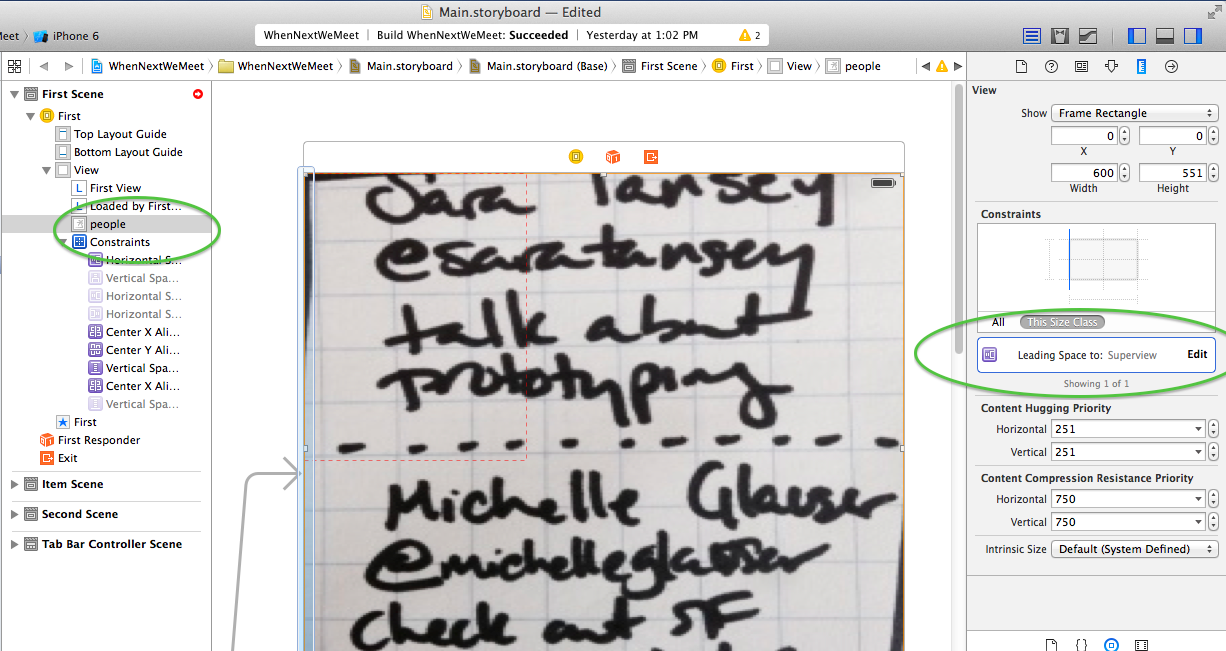 Main.storyboard — Edited
Meet
iPhone 6
WhenNextWeMeet | Build WhenNextWeMeet: Succeeded | Yesterday at 1:02 PM
2
WhenNextWeMeet
WhenNextWeMeet
Main.storyboard
Main.storyboard (Base)
First Scene
First
View
people
First Scene
First
Top Layout Guide
Bottom Layout Guide
View
L First View
L Loaded by First...
people
Constraints
Horizontal S...
Vertical Spa...
Horizontal S...
Horizontal S...
Center X Ali...
Center Y Ali...
Vertical Spa...
Center X Ali...
Vertical Spa...
First
First Responder
Exit
Item Scene
Second Scene
Tab Bar Controller Scene
Sara Tansey
@saratansey
talk about
prototyping
Michelle Glauser
@michelleglauser
check out SF
View
Show Frame Rectangle
0 0
X Y
600 551
Width Height
Constraints
All This Size Class
Leading Space to: Superview Edit
Showing 1 of 1
Content Hugging Priority
Horizontal 251
Vertical 251
Content Compression Resistance Priority
Horizontal 750
Vertical 750
Intrinsic Size Default (System Defined)
{}